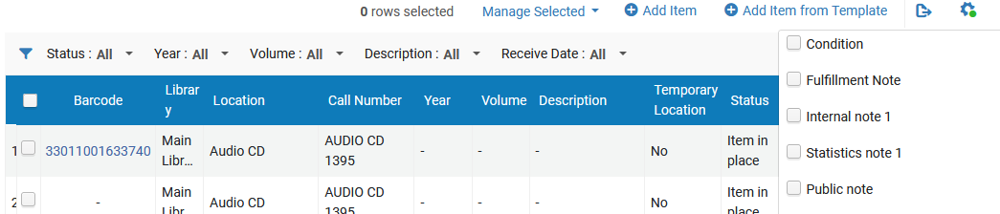 0 rows selected Manage Selected Add Item Add Item from Template
Status : All Year : All Volume : All Description : All Receive Date : All
Condition
Fulfillment Note
Internal note 1
Statistics note 1
Public note
Barcode Librar
y Location Call Number Year Volume Description Temporary
Location Status
1 33011001633740 Main
Libr... Audio CD AUDIO CD
1395 - - - No Item in
place
2 - Main
Libr... Audio CD AUDIO CD
1395 - - - No Item in
place